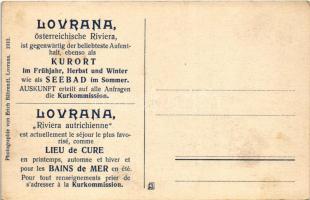 LOVRANA,
österreichische Riviera,
ist gegenwärtig der beliebteste Aufent-
halt, ebenso als
KURORT
im Frühjahr, Herbst und Winter
wie als SEEBAD im Sommer.
AUSKUNFT erteilt auf alle Anfragen
die Kurkommission.
LOVRANA,
„Riviera autrichienne“
est actuellement le séjour le plus favo-
risé, comme
LIEU de CURE
en printemps, automne et hiver et
pour les BAINS de MER en été.
Pour tout renseignements prier de
s'adresser à la Kurkommission.
Photographie von Erich Bährendt, Lovrana. 1912.